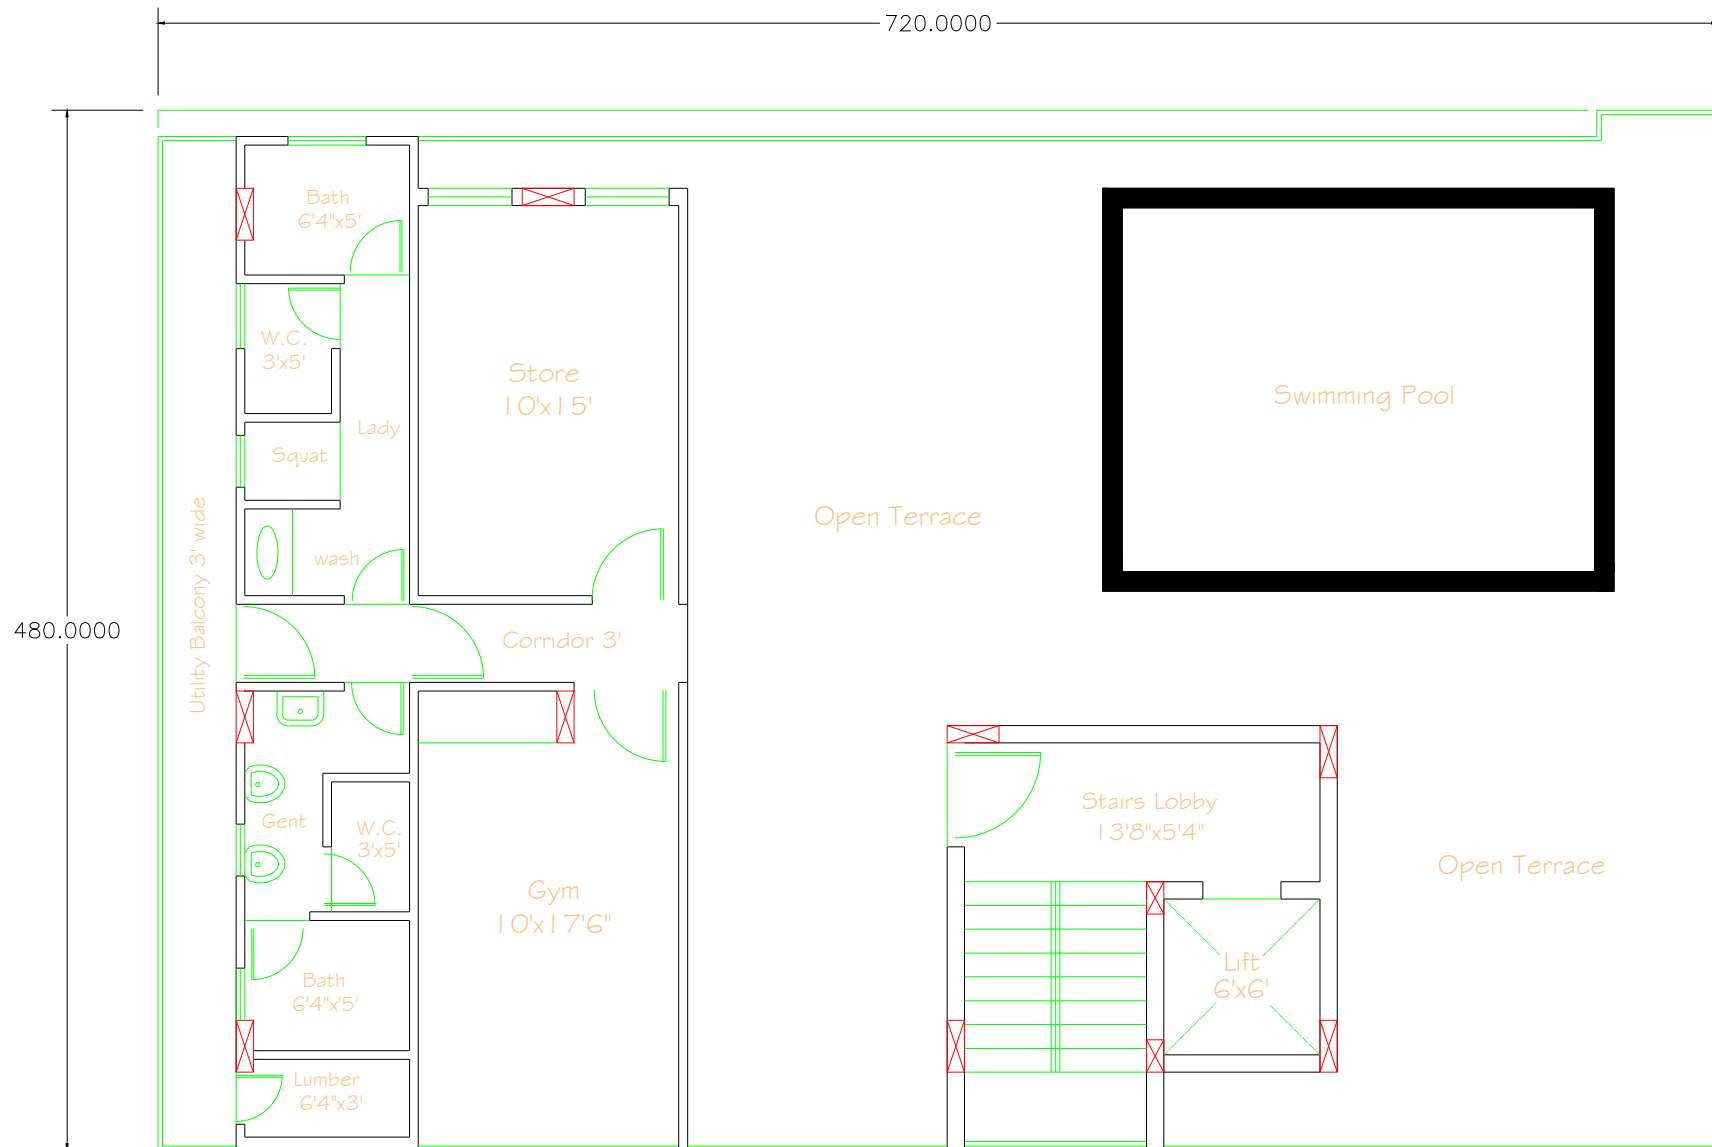 720.0000
Bath
6'4"x5'
W.C.
3'x5'
Store
10'x15'
Swimming Pool
Lady
Squat
Open Terrace
wash
Utility Balcony 3' wide
480.0000
Corridor 3'
Stairs Lobby
13'8"x5'4"
Gent
W.C.
3'x5'
Open Terrace
Gym
10'x17'6"
Lift
6'x6'
Bath
6'4"x'5'
Lumber
6'4"x3'